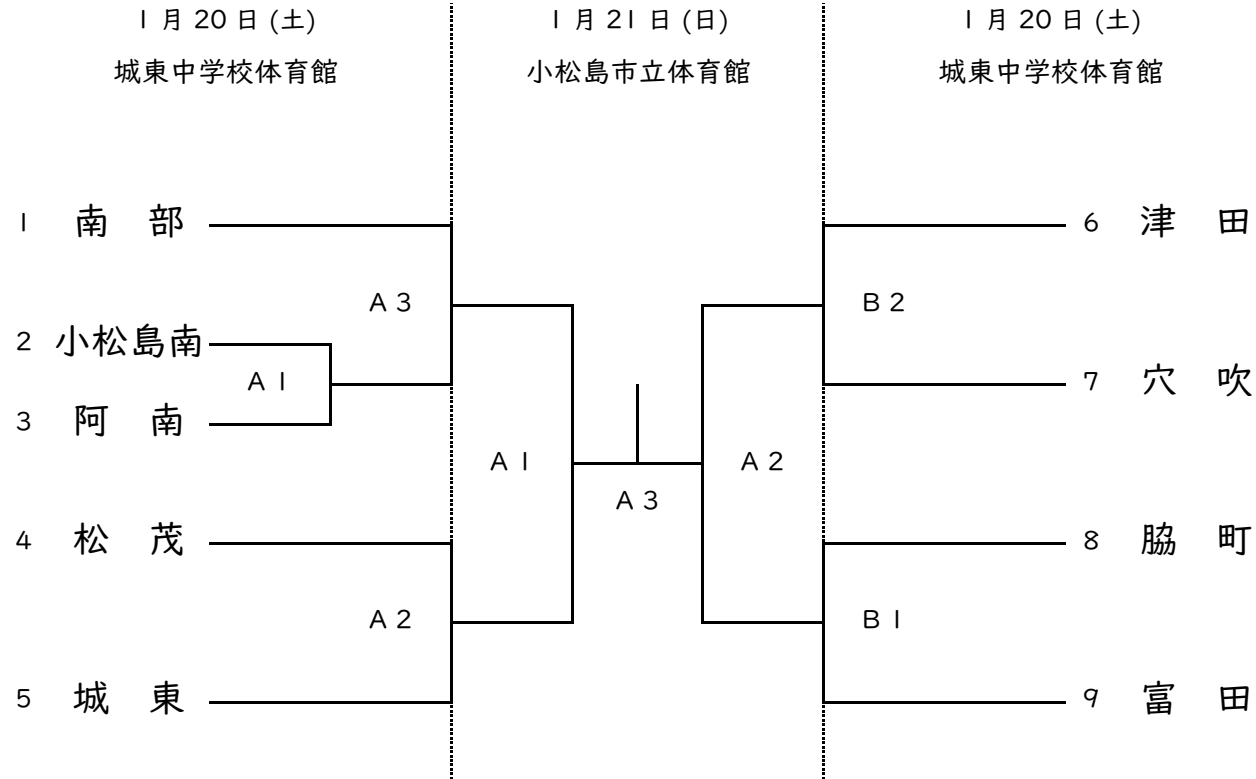 1月20日(土)
城東中学校体育館
1月21日(日)
小松島市立体育館
1月20日(土)
城東中学校体育館
1 南 部
A3
2 小松島南
A1
3 阿 南
4 松 茂
A2
5 城 東
A1
A3
A2
6 津 田
B2
7 穴 吹
8 脇 町
B1
9 富 田